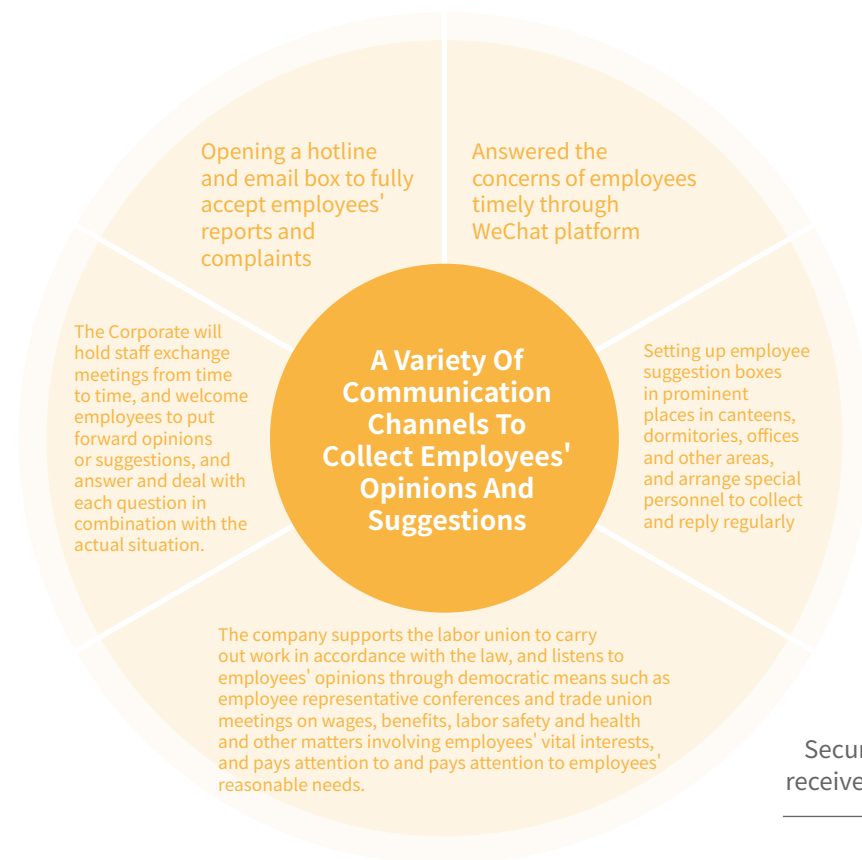 Opening a hotline
and email box to fully
accept employees'
reports and
complaints
Answered the
concerns of employees
timely through
WeChat platform
The Corporate will
hold staff exchange
meetings from time
to time, and welcome
employees to put
forward opinions
or suggestions, and
answer and deal with
each question in
combination with the
actual situation.
A Variety Of
Communication
Channels To
Collect Employees'
Opinions And
Suggestions
Setting up employee
suggestion boxes
in prominent
places in canteens,
dormitories, offices
and other areas,
and arrange special
personnel to collect
and reply regularly
The company supports the labor union to carry
out work in accordance with the law, and listens to
employees' opinions through democratic means such as
employee representative conferences and trade union
meetings on wages, benefits, labor safety and health
and other matters involving employees' vital interests,
and pays attention to and pays attention to employees'
reasonable needs.